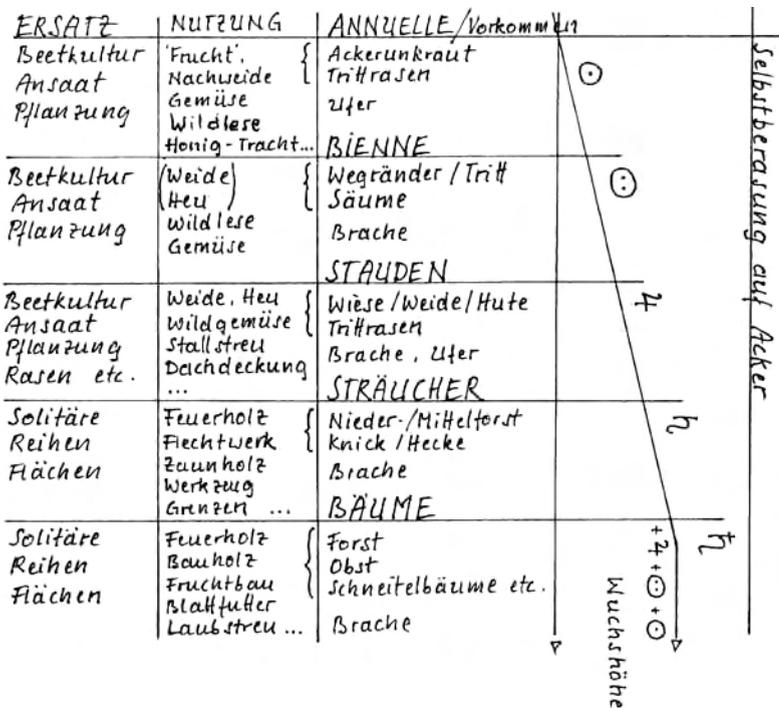 ERSATZ NUTZUNG ANNUELLE/Vorkommen
Beetkultur 'Frucht', { Ackerunkraut
Ansaat Nachweide Trittrasen
Pflanzung Gemüse Ufer
Wildlese
Honig-Tracht... BIENNE
Beetkultur (Weide) { Wegränder / Tritt
Ansaat (Heu) Säume
Pflanzung Wildlese Brache
Gemüse
STAUDEN
Beetkultur Weide, Heu { Wiese/Weide/Hute
Ansaat Wildgemüse Trittrasen
Pflanzung Stallstreu Brache, Ufer
Rasen etc. Dachdeckung
... STRÄUCHER
Solitäre Feuerholz { Nieder-/Mittelforst
Reihen Flechtwerk Knick/Hecke
Flächen Zaunholz Brache
Werkzeug
Grenzen ... BÄUME
Solitäre Feuerholz { Forst
Reihen Bauholz Obst
Flächen Fruchtbau Schneitelbäume etc.
Blattfutter
Laubstreu ... Brache
☉
♃
♄
♄
+ ♃ + + ☉
Wuchshöhe
Selbstberasung auf Acker